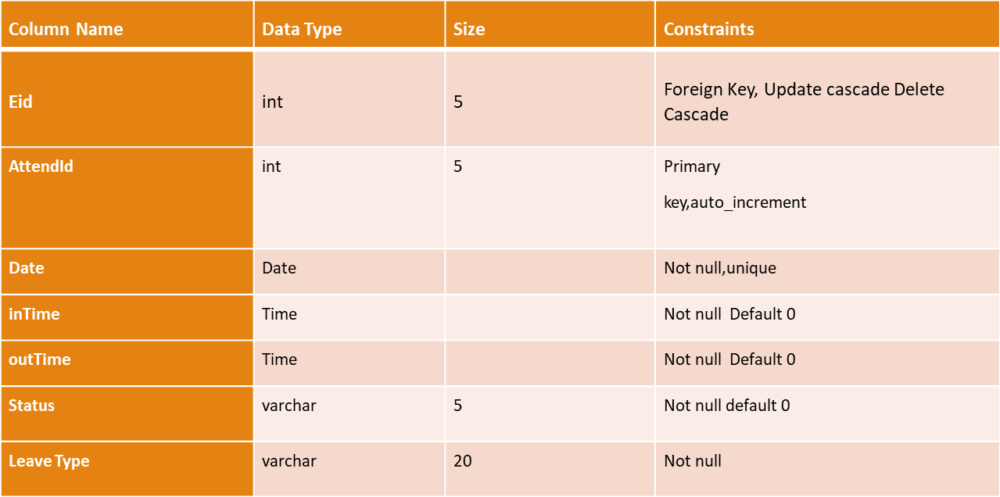 Column Name Data Type Size Constraints
Eid int 5 Foreign Key, Update cascade Delete
Cascade
AttendId int 5 Primary
key,auto_increment
Date Date Not null,unique
inTime Time Not null Default 0
outTime Time Not null Default 0
Status varchar 5 Not null default 0
Leave Type varchar 20 Not null